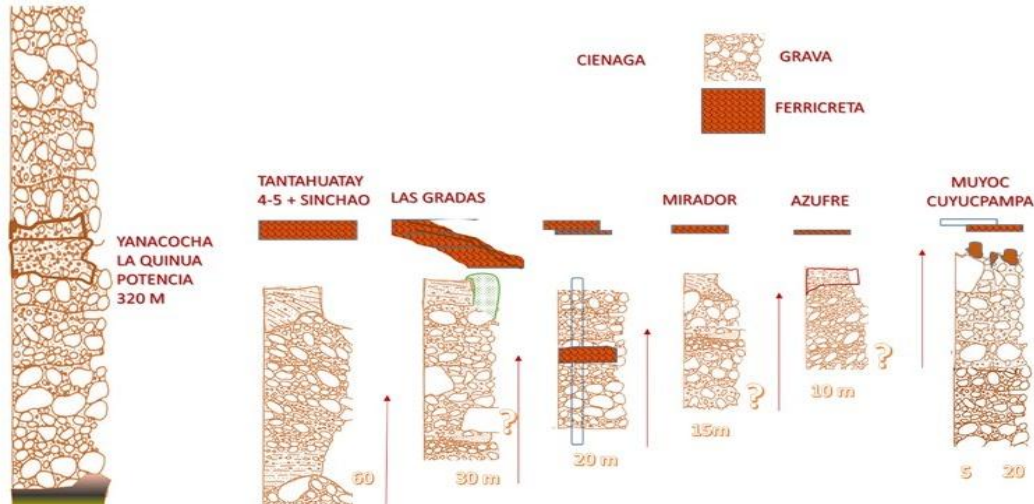 CIENAGA
GRAVA
FERRICRETA
TANTAHUATAY
4-5 + SINCHAO
LAS GRADAS
MIRADOR
AZUFRE
MUYOC
CUYUCPAMPA
YANACOCHA
LA QUINUA
POTENCIA
320 M
60
?
30 m
20 m
?
15m
?
10 m
5 20